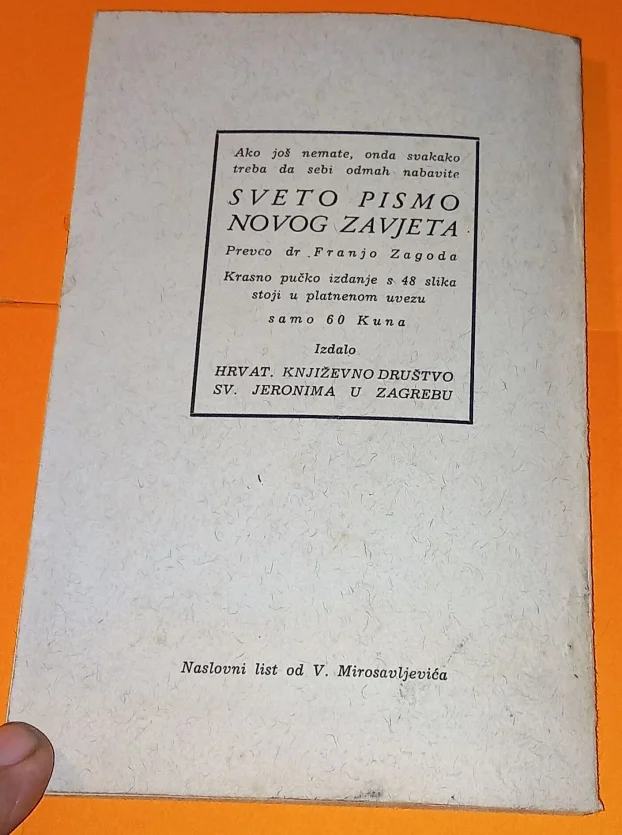 Ako još nemate, onda svakako
treba da sebi odmah nabavite
SVETO PISMO
NOVOG ZAVJETA
Preveo dr . Franjo Zagoda
Krasno pučko izdanje s 48 slika
stoji u platnenom uvezu
samo 60 Kuna
Izdalo
HRVAT. KNJIŽEVNO DRUŠTVO
SV. JERONIMA U ZAGREBU
Naslovni list od V. Mirosavljevića